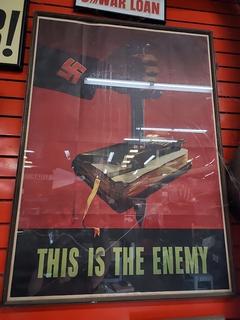 WAR LOAN
!
THIS IS THE ENEMY